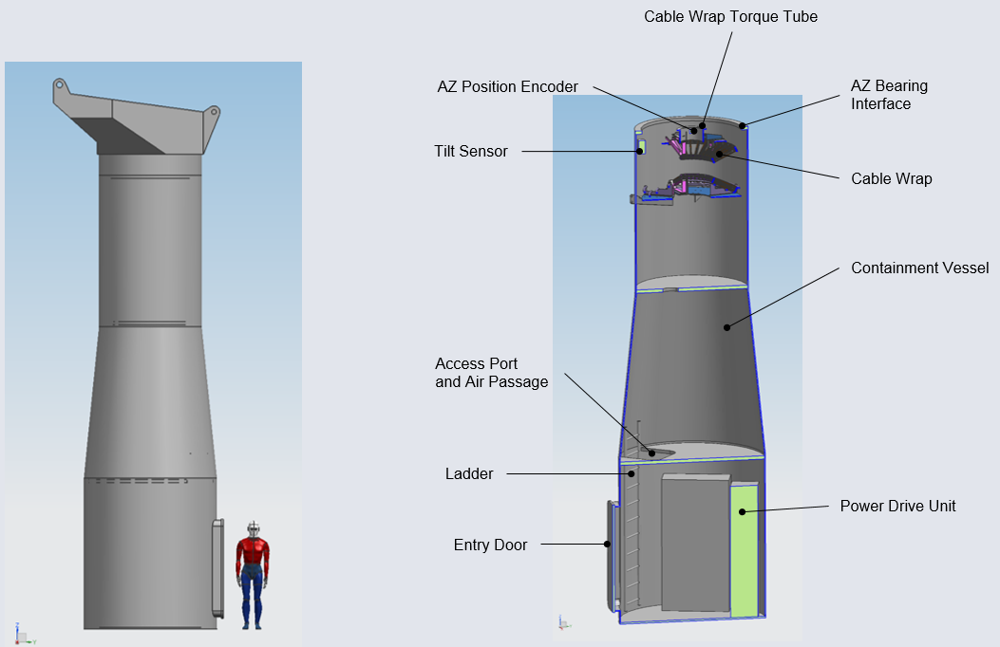 Cable Wrap Torque Tube
AZ Position Encoder
AZ Bearing
Interface
Tilt Sensor
Cable Wrap
Containment Vessel
Access Port
and Air Passage
Ladder
Power Drive Unit
Entry Door